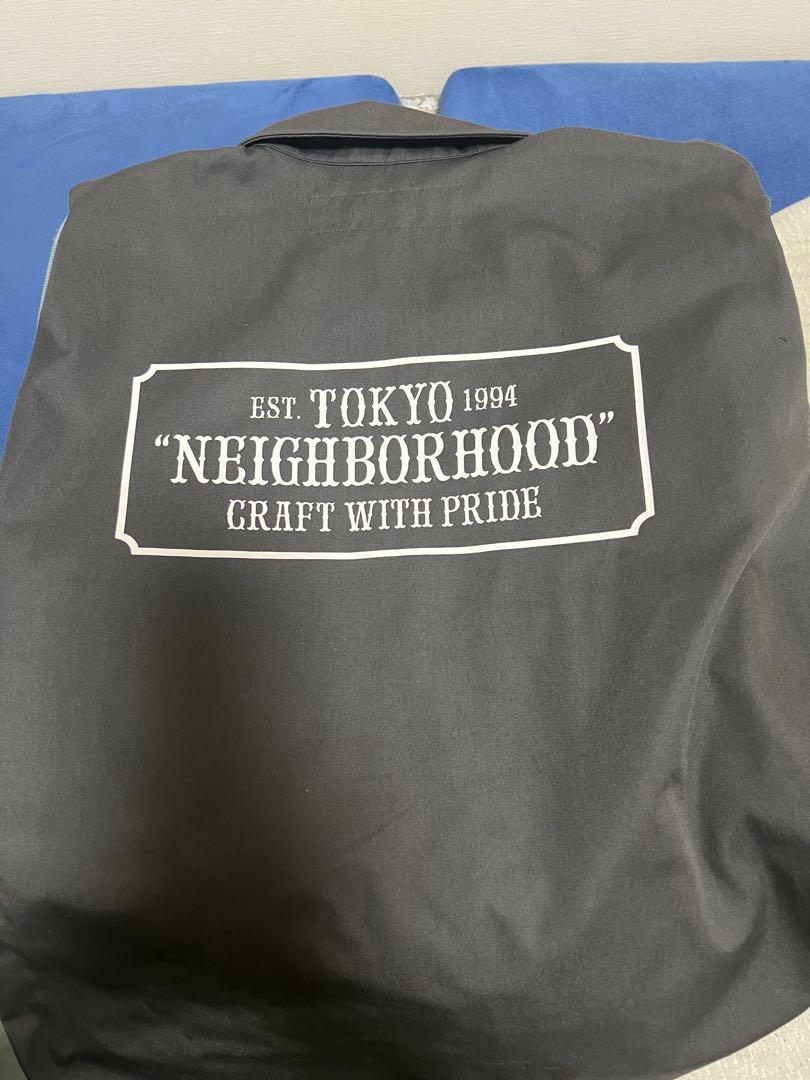 EST. TOKYO 1994
“NEIGHBORHOOD”
CRAFT WITH PRIDE